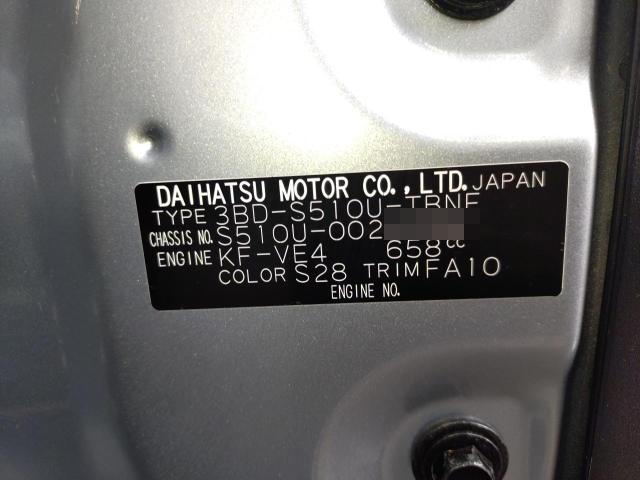 DAIHATSU MOTOR CO.,LTD. JAPAN
TYPE 3BD-S510U-TBNF
CHASSIS NO. S510U-002
ENGINE KF-VE4 658cc
COLOR S28 TRIM FA10
ENGINE NO.